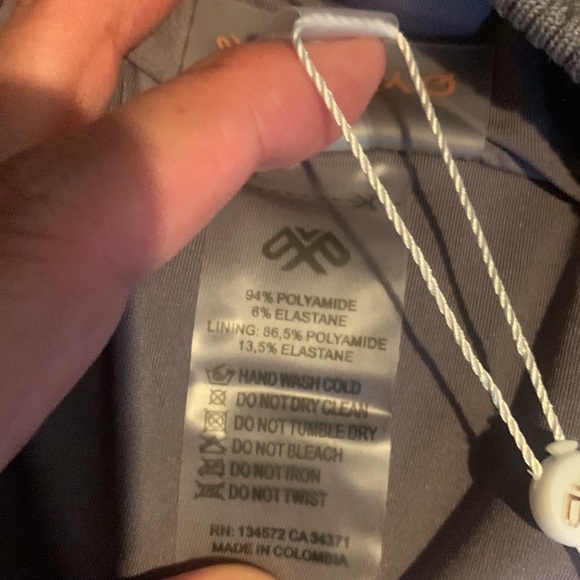 94% POLYAMIDE
6% ELASTANE
LINING: 86,5% POLYAMIDE
13,5% ELASTANE
HAND WASH COLD
DO NOT DRY CLEAN
DO NOT TUMBLE DRY
DO NOT BLEACH
DO NOT IRON
DO NOT TWIST
RN: 134572 CA 34371
MADE IN COLOMBIA